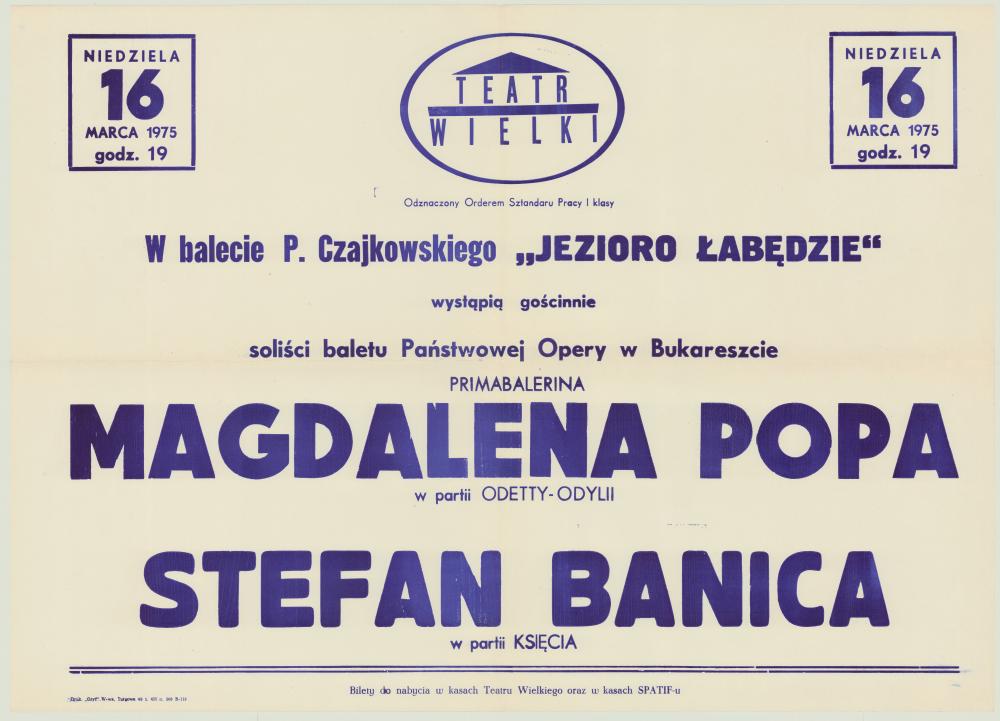 NIEDZIELA
16
MARCA 1975
godz. 19
TEATR
WIELKI
NIEDZIELA
16
MARCA 1975
godz. 19
Odznaczony Orderem Sztandaru Pracy I klasy
W balecie P. Czajkowskiego „JEZIORO ŁABĘDZIE“
wystąpią gościnnie
soliści baletu Państwowej Opery w Bukareszcie
PRIMABALERINA
MAGDALENA POPA
w partii ODETTY-ODYLII
STEFAN BANICA
w partii KSIĘCIA
Bilety do nabycia w kasach Teatru Wielkiego oraz w kasach SPATIF-u